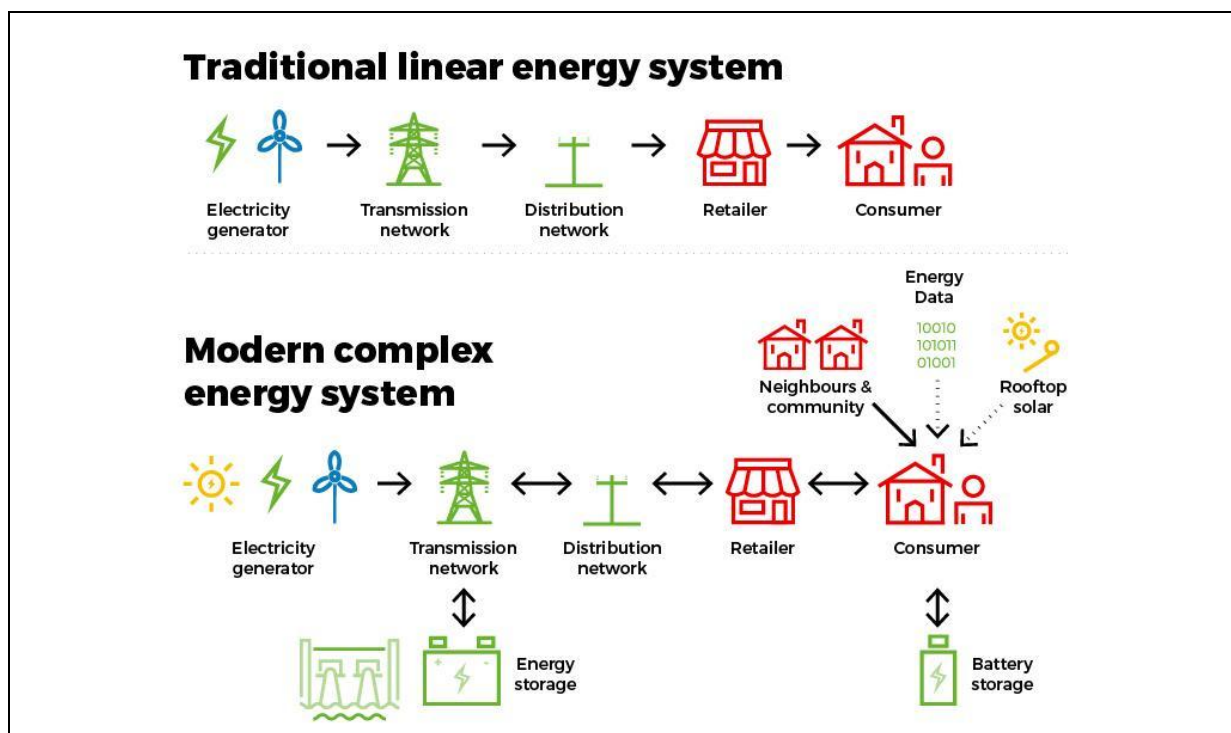 Traditional linear energy system
Electricity
generator
Transmission
network
Distribution
network
Retailer
Consumer
Modern complex
energy system
Neighbours &
community
Energy
Data
10010
101011
01001
Rooftop
solar
Electricity
generator
Transmission
network
Distribution
network
Retailer
Consumer
Energy
storage
Battery
storage